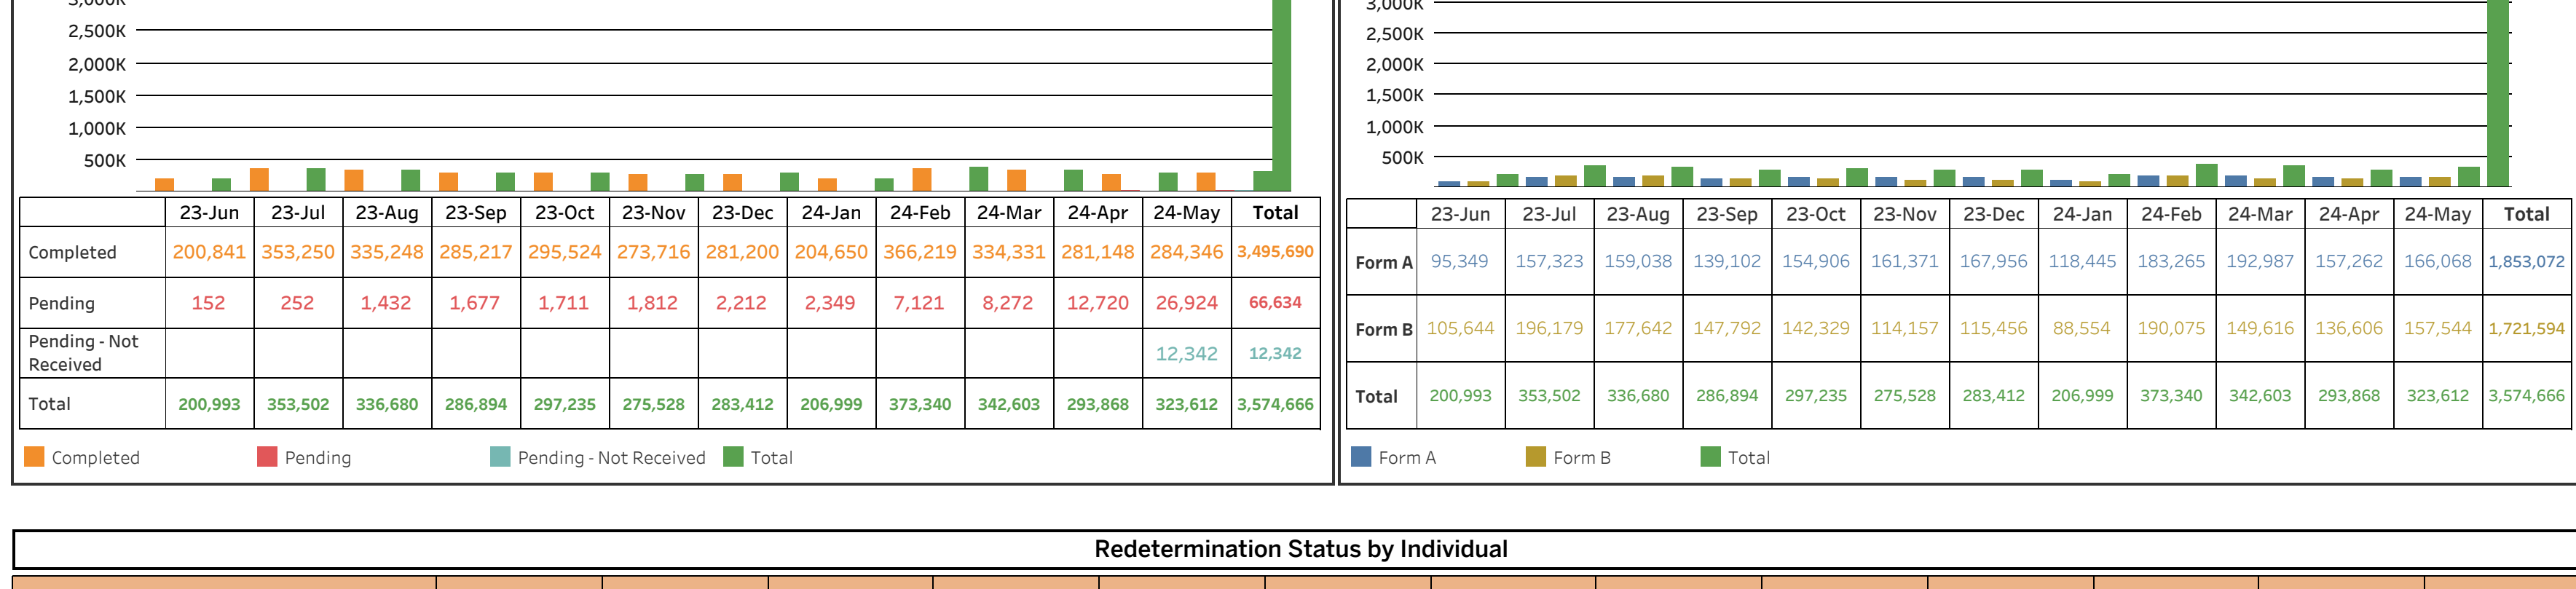 3,000K
2,500K
2,000K
1,500K
1,000K
500K
23-Jun 23-Jul 23-Aug 23-Sep 23-Oct 23-Nov 23-Dec 24-Jan 24-Feb 24-Mar 24-Apr 24-May Total
Completed 200,841 353,250 335,248 285,217 295,524 273,716 281,200 204,650 366,219 334,331 281,148 284,346 3,495,690
Pending 152 252 1,432 1,677 1,711 1,812 2,212 2,349 7,121 8,272 12,720 26,924 66,634
Pending - Not
Received 12,342 12,342
Total 200,993 353,502 336,680 286,894 297,235 275,528 283,412 206,999 373,340 342,603 293,868 323,612 3,574,666
Completed Pending Pending - Not Received Total
3,000K
2,500K
2,000K
1,500K
1,000K
500K
23-Jun 23-Jul 23-Aug 23-Sep 23-Oct 23-Nov 23-Dec 24-Jan 24-Feb 24-Mar 24-Apr 24-May Total
Form A 95,349 157,323 159,038 139,102 154,906 161,371 167,956 118,445 183,265 192,987 157,262 166,068 1,853,072
Form B 105,644 196,179 177,642 147,792 142,329 114,157 115,456 88,554 190,075 149,616 136,606 157,544 1,721,594
Total 200,993 353,502 336,680 286,894 297,235 275,528 283,412 206,999 373,340 342,603 293,868 323,612 3,574,666
Form A Form B Total
Redetermination Status by Individual